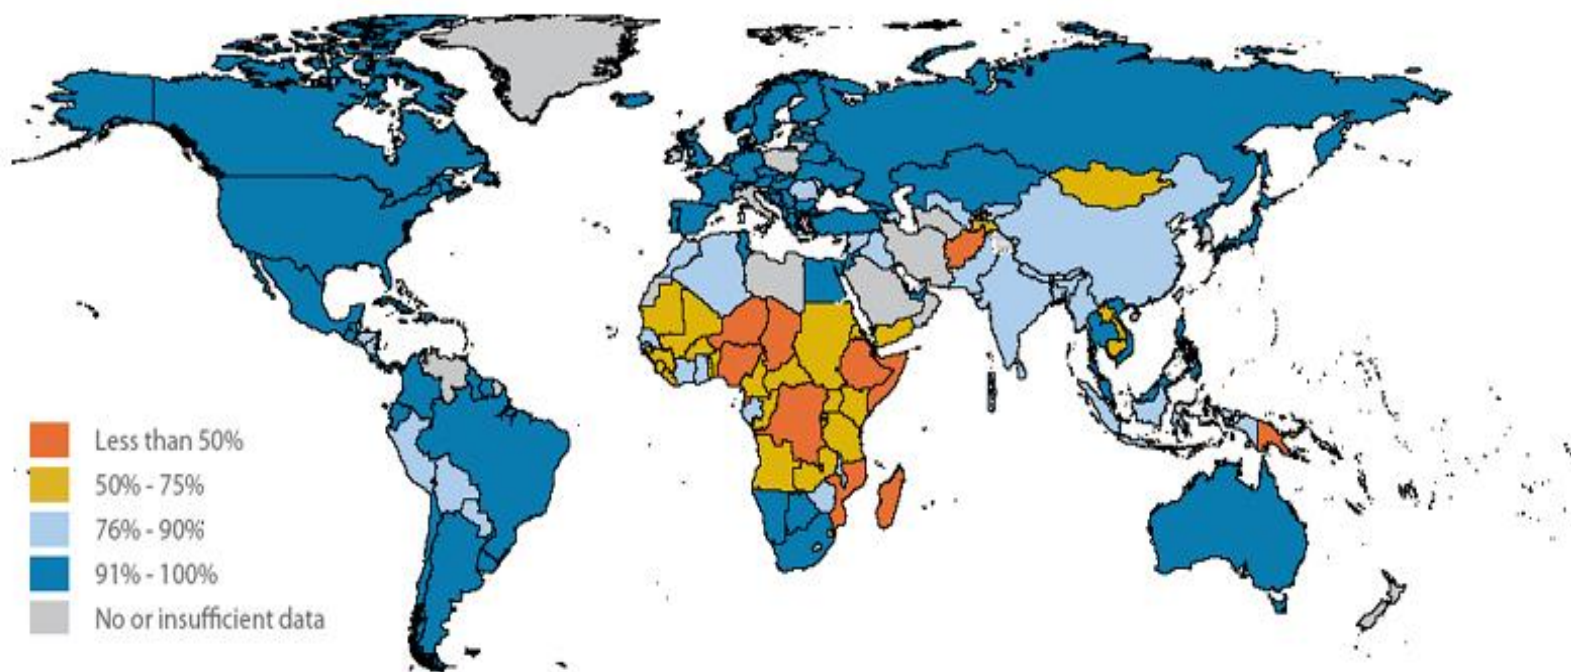 Less than 50%
50% - 75%
76% - 90%
91% - 100%
No or insufficient data